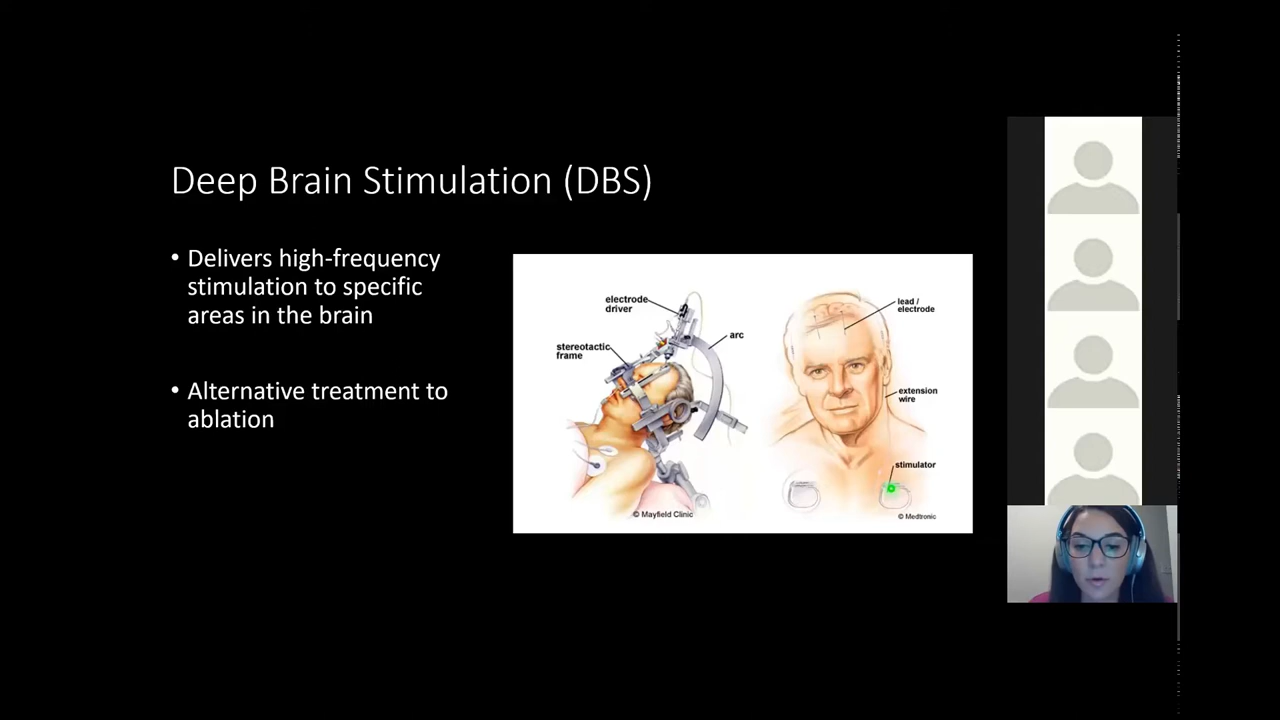 Deep Brain Stimulation (DBS)
• Delivers high-frequency
stimulation to specific
areas in the brain
• Alternative treatment to
ablation
electrode
driver
arc
stereotactic
frame
© Mayfield Clinic
lead /
electrode
extension
wire
stimulator
© Medtronic